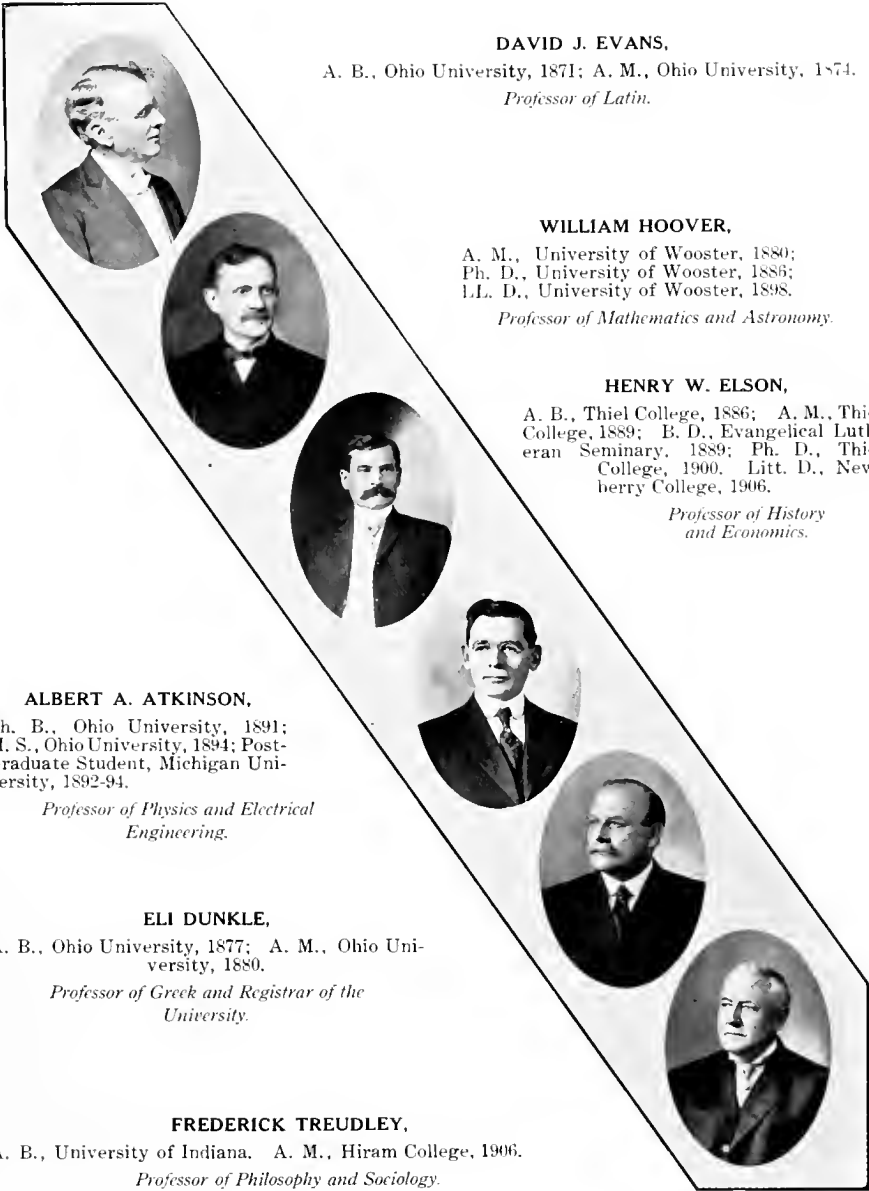 DAVID J. EVANS,
A. B., Ohio University, 1871; A. M., Ohio University, 1874.
Professor of Latin.
WILLIAM HOOVER,
A. M., University of Wooster, 1880;
Ph. D., University of Wooster, 1886;
LL. D., University of Wooster, 1898.
Professor of Mathematics and Astronomy.
HENRY W. ELSON,
A. B., Thiel College, 1886; A. M., Thi-
College, 1889; B. D., Evangelical Luth
eran Seminary, 1889; Ph. D., Thi-
College, 1900. Litt. D., New
berry College, 1906.
Professor of History
and Economics.
ALBERT A. ATKINSON,
h. B., Ohio University, 1891;
I. S., Ohio University, 1894; Post-
raduate Student, Michigan Uni-
ersity, 1892-94.
Professor of Physics and Electrical
Engineering.
ELI DUNKLE,
. B., Ohio University, 1877; A. M., Ohio Uni-
versity, 1880.
Professor of Greek and Registrar of the
University.
FREDERICK TREUDLEY,
. B., University of Indiana. A. M., Hiram College, 1906.
Professor of Philosophy and Sociology.